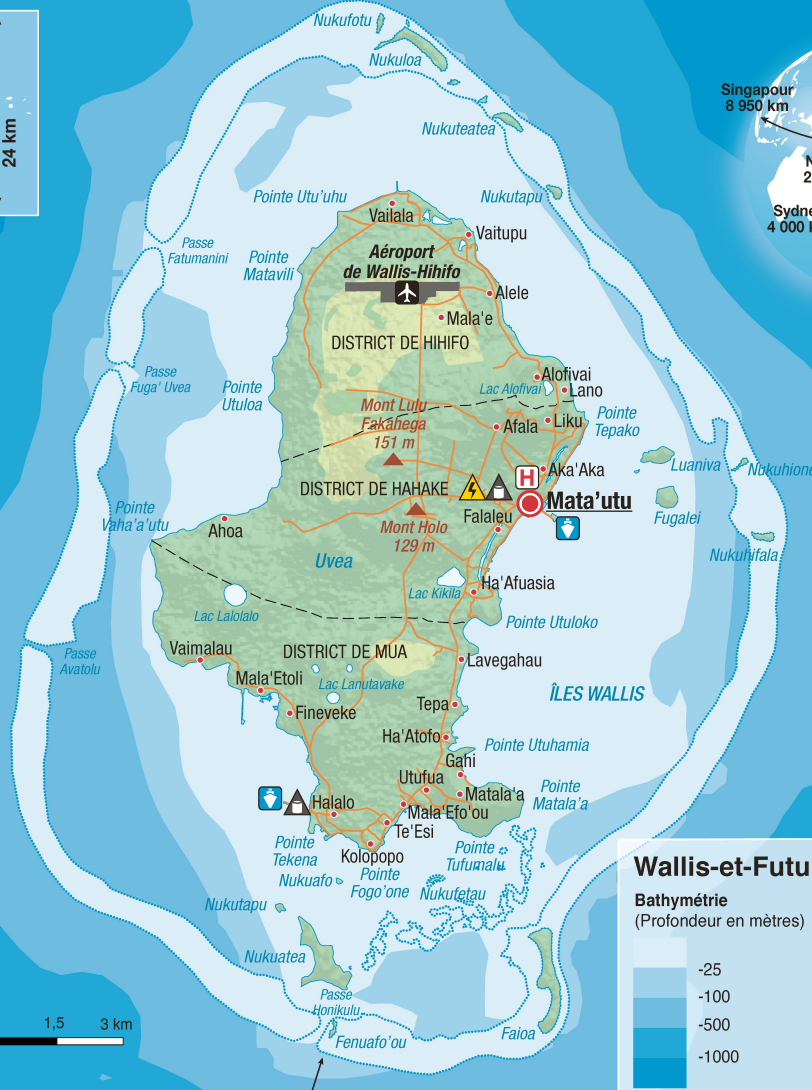 Nukufotu
Nukuloa
24 km
Singapour
8 950 km
Nukuteatea
N
2
Sydne
4 000 k
Pointe Utu'uhu
Nukutapu
Vailala
Vaitupu
Passe
Fatumanini
Pointe
Matavili
Aéroport
de Wallis-Hihifo
Alele
Mala'e
DISTRICT DE HIHIFO
Passe
Fuga' Uvea
Pointe
Utuloa
Alofivai
Lac Alofivai
Lano
Mont Lulu
Fakahega
151 m
Afala
Liku
Pointe
Tepako
Aka'Aka
Luaniva
Nukuhione
H
DISTRICT DE HAHAKE
Mata'utu
Pointe
Vaha'a'utu
Ahoa
Falaleu
Fugalei
Mont Holo
129 m
Nukuhifala
Uvea
Ha'Afuasia
Lac Kikila
Lac Lalolalo
Pointe Utuloko
Passe
Avatolu
Vaimalau
DISTRICT DE MUA
Lavegahau
Mala'Etoli
Lac Lanutavake
ÎLES WALLIS
Fineveke
Tepa
Ha'Atofo
Pointe Utuhamia
Gahi
Utufua
Matala'a
Pointe
Matala'a
Halalo
Mala'Efo'ou
Te'Esi
Kolopopo
Pointe
Tekena
Pointe
Tufumalu
Nukuafo
Pointe
Fogo'one
Nukufetau
Nukutapu
Nukuatea
Passe
Honikulu
Fenuafo'ou
Faioa
1,5
3 km
Wallis-et-Futu
Bathymétrie
(Profondeur en mètres)
-25
-100
-500
-1000